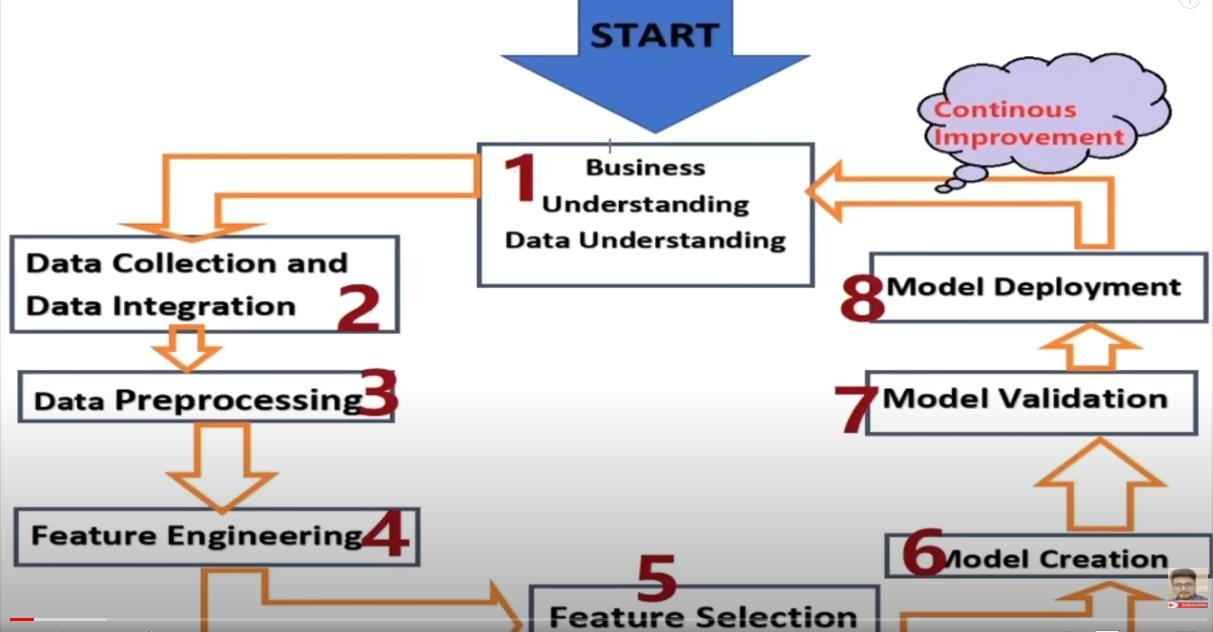 START
Continous
Improvement
1
Business
Understanding
Data Understanding
Data Collection and
Data Integration
2
Data Preprocessing
3
Feature Engineering
4
5
Feature Selection
6
Model Creation
7
Model Validation
8
Model Deployment